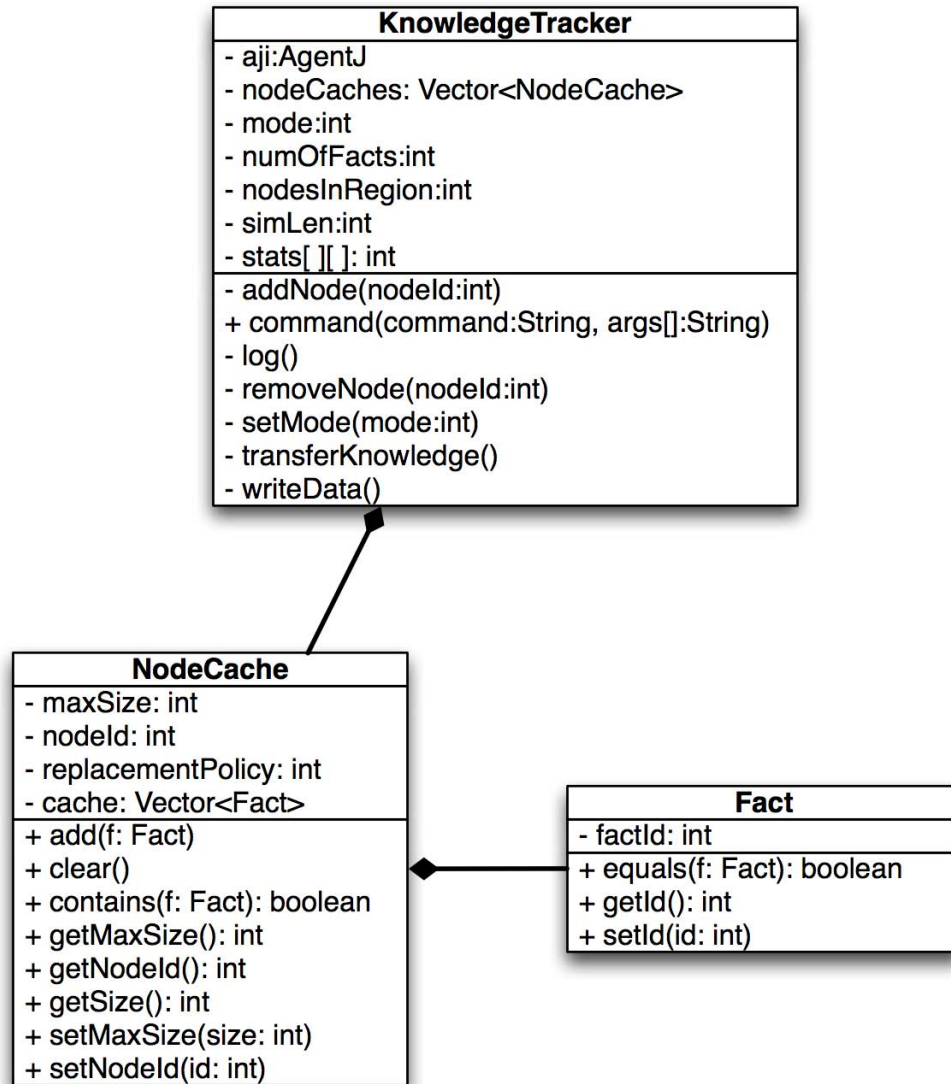 KnowledgeTracker
- aji:AgentJ
- nodeCaches: Vector<NodeCache>
- mode:int
- numOfFacts:int
- nodesInRegion:int
- simLen:int
- stats[ ][ ]: int
- addNode(nodeId:int)
+ command(command:String, args[]:String)
- log()
- removeNode(nodeId:int)
- setMode(mode:int)
- transferKnowledge()
- writeData()
NodeCache
- maxSize: int
- nodeId: int
- replacementPolicy: int
- cache: Vector<Fact>
+ add(f: Fact)
+ clear()
+ contains(f: Fact): boolean
+ getMaxSize(): int
+ getNodeId(): int
+ getSize(): int
+ setMaxSize(size: int)
+ setNodeId(id: int)
Fact
- factId: int
+ equals(f: Fact): boolean
+ getId(): int
+ setId(id: int)